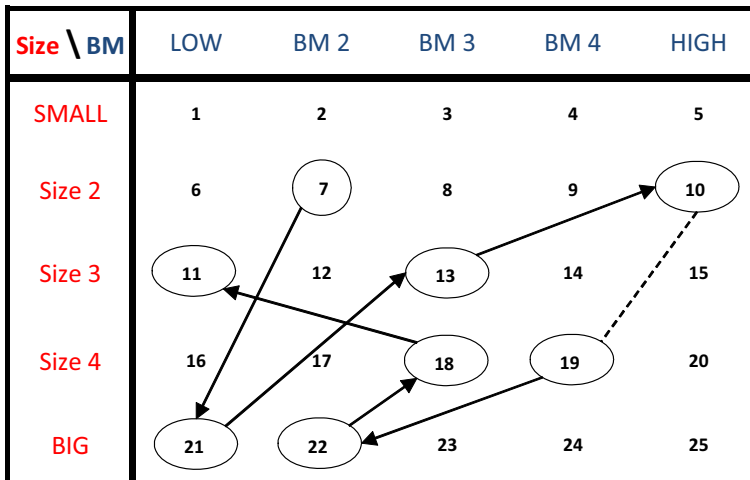 Size \ BM LOW BM 2 BM 3 BM 4 HIGH
SMALL 1 2 3 4 5
Size 2 6 7 8 9 10
Size 3 11 12 13 14 15
Size 4 16 17 18 19 20
BIG 21 22 23 24 25